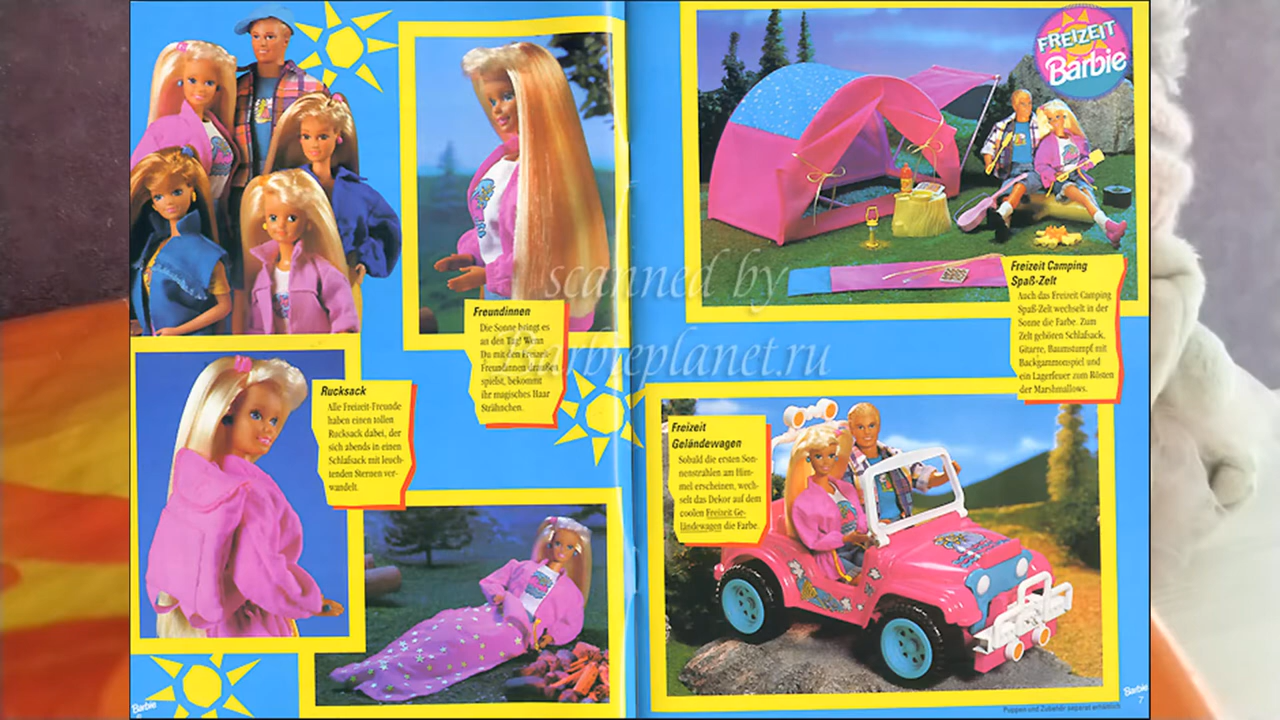 Freundinnen
Die Sonne bringt es
an den Tag! Wenn
Du mit den Freizeit-
Freundinnen draußen
spielst, bekommt
ihr magisches Haar
Strähnchen.
Rucksack
Alle Freizeit-Freunde
haben einen tollen
Rucksack dabei, der
sich abends in einen
Schlafsack mit leuch-
tenden Sternen ver-
wandelt.
Barbie
FREIZEIT
Barbie
Freizeit Camping
Spaß-Zelt
Auch das Freizeit Camping
Spaß-Zelt wechselt in der
Sonne die Farbe. Zum
Zelt gehören Schlafsack,
Gitarre, Baumstumpf mit
Backgammonspiel und
ein Lagerfeuer zum Rösten
der Marshmallows.
Freizeit
Geländewagen
Sobald die ersten Son-
nenstrahlen am Him-
mel erscheinen, wech-
selt das Dekor auf dem
coolen Freizeit Ge-
ländewagen die Farbe.
Puppen und Zubehör separat erhältlich
Barbie
7
scanned by
Barbieplanet.ru